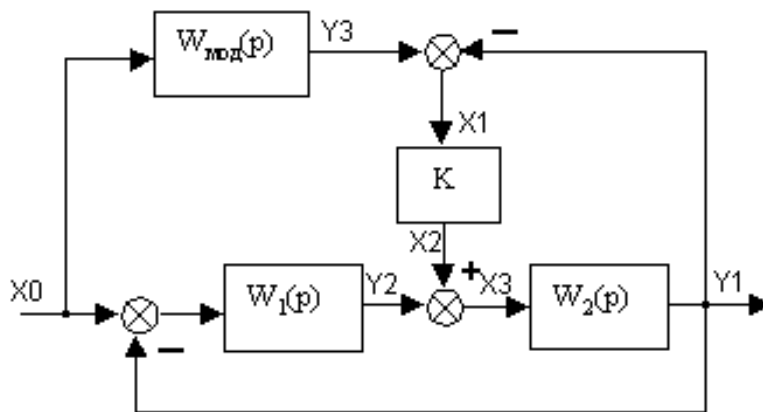 Wмод(p)
Y3
−
X1
K
X2
X0
W1(p)
Y2
+
X3
W2(p)
Y1
−